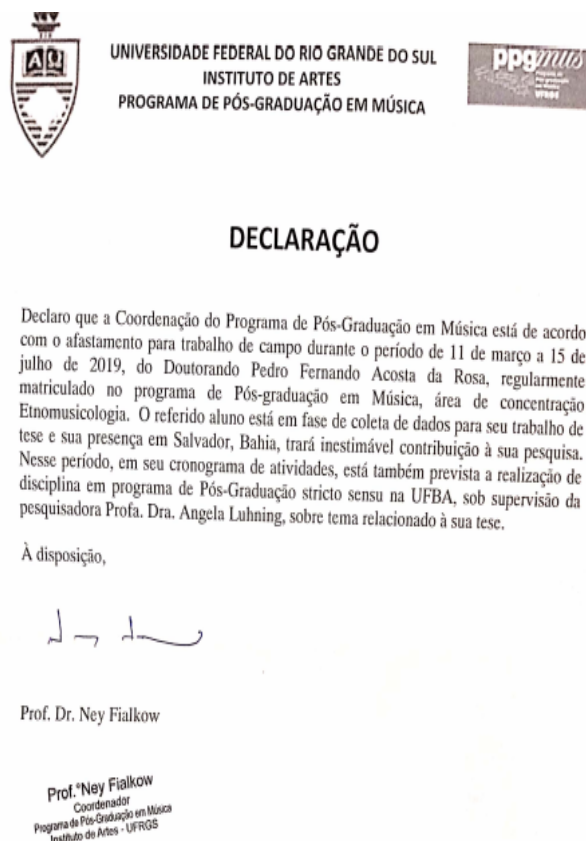 ΑΩ
UNIVERSIDADE FEDERAL DO RIO GRANDE DO SUL
INSTITUTO DE ARTES
PROGRAMA DE PÓS-GRADUAÇÃO EM MÚSICA
ppgmus
UFRGS
DECLARAÇÃO
Declaro que a Coordenação do Programa de Pós-Graduação em Música está de acordo
com o afastamento para trabalho de campo durante o período de 11 de março a 15 de
julho de 2019, do Doutorando Pedro Fernando Acosta da Rosa, regularmente
matriculado no programa de Pós-graduação em Música, área de concentração
Etnomusicologia. O referido aluno está em fase de coleta de dados para seu trabalho de
tese e sua presença em Salvador, Bahia, trará inestimável contribuição à sua pesquisa.
Nesse período, em seu cronograma de atividades, está também prevista a realização de
disciplina em programa de Pós-Graduação stricto sensu na UFBA, sob supervisão da
pesquisadora Profa. Dra. Angela Luhning, sobre tema relacionado à sua tese.
À disposição,
Prof. Dr. Ney Fialkow
Prof.°Ney Fialkow
Coordenador
Programa de Pós-Graduação em Música
Instituto de Artes - UFRGS